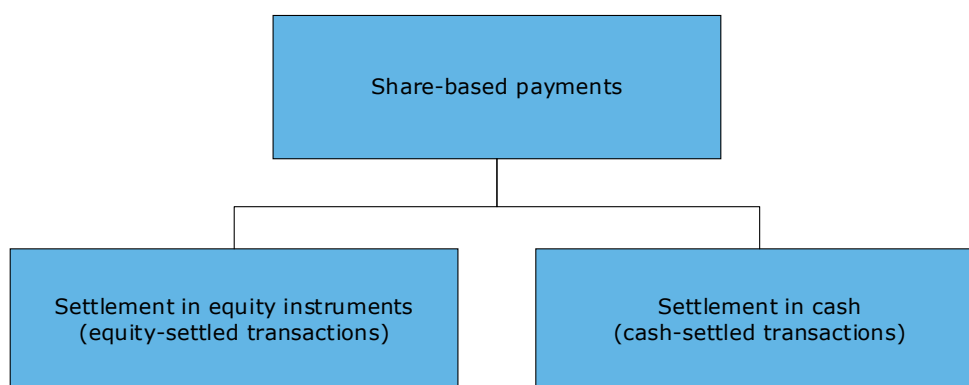 Share-based payments
Settlement in equity instruments
(equity-settled transactions)
Settlement in cash
(cash-settled transactions)